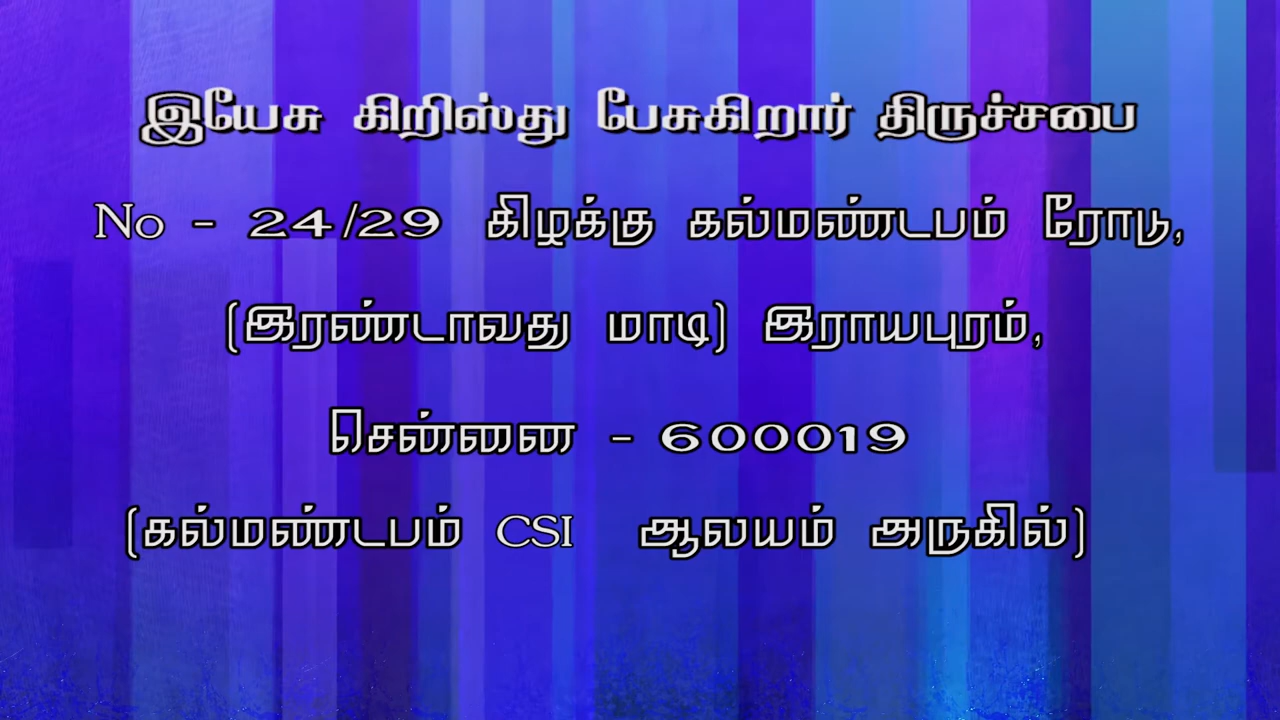 இயேசு கிறிஸ்து பேசுகிறார் திருச்சபை
No - 24/29 கிழக்கு கல்மண்டபம் ரோடு,
(இரண்டாவது மாடி) இராயபுரம்,
சென்னை - 600019
(கல்மண்டபம் CSI ஆலயம் அருகில்)